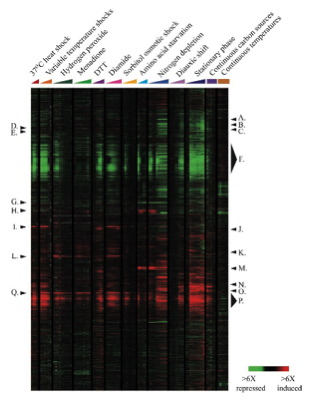 37°C heat shock
Variable temperature shocks
Hydrogen peroxide
Menadione
DTT
Diamide
Sorbitol osmotic shock
Amino acid starvation
Nitrogen depletion
Diauxic shift
Stationary phase
Continuous carbon sources
Continuous temperatures
A.
B.
C.
D.
E.
F.
G.
H.
I.
J.
K.
L.
M.
N.
O.
P.
Q.
>6X >6X
repressed induced